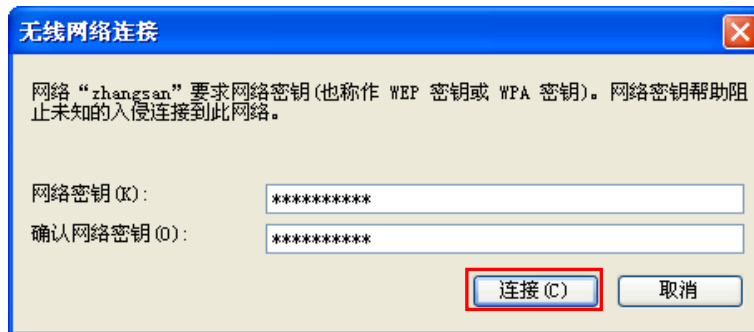 无线网络连接
网络“zhangsan”要求网络密钥(也称作 WEP 密钥或 WPA 密钥)。网络密钥帮助阻
止未知的入侵连接到此网络。
网络密钥(K): **********
确认网络密钥(O): **********
连接(C) 取消